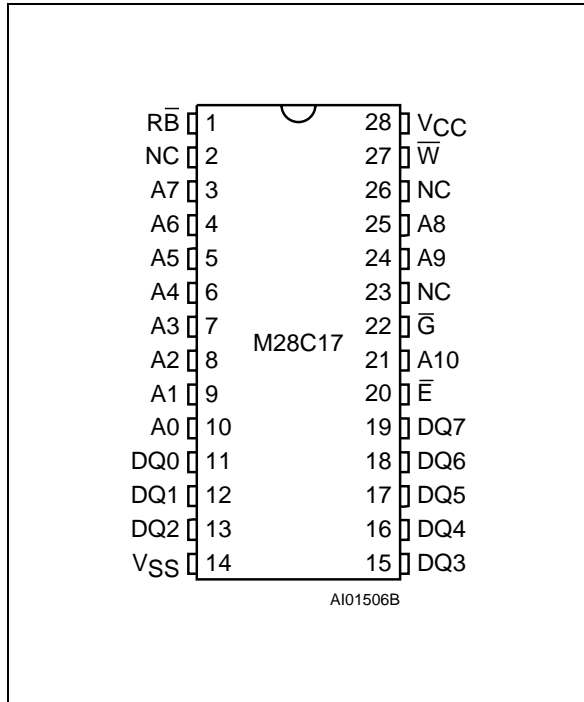 RB̅ 1 28 VCC
NC 2 27 W̅
A7 3 26 NC
A6 4 25 A8
A5 5 24 A9
A4 6 23 NC
A3 7 22 G̅
M28C17
A2 8 21 A10
A1 9 20 E̅
A0 10 19 DQ7
DQ0 11 18 DQ6
DQ1 12 17 DQ5
DQ2 13 16 DQ4
VSS 14 15 DQ3
AI01506B